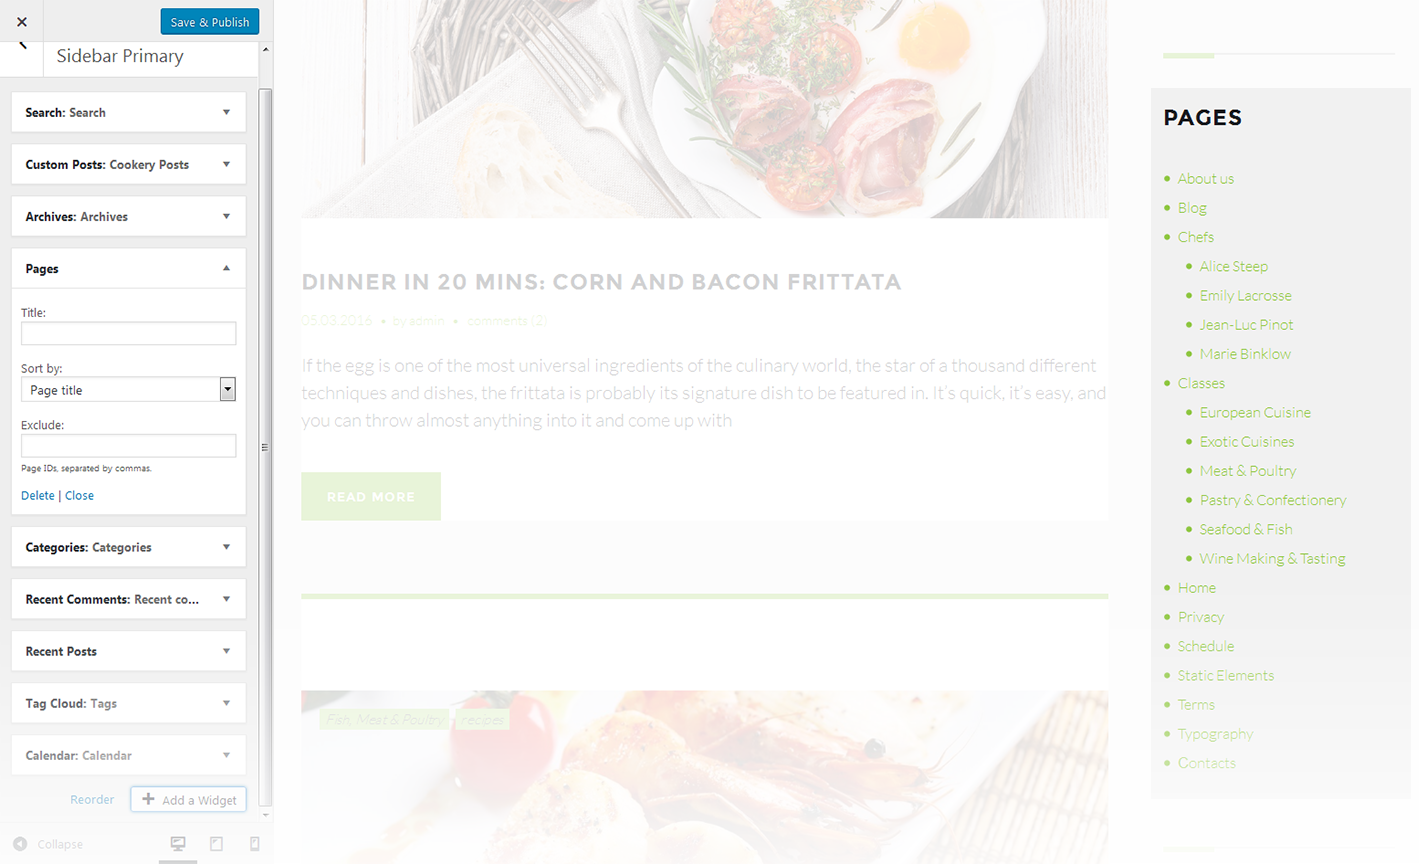 Save & Publish
Sidebar Primary
Search: Search
Custom Posts: Cookery Posts
Archives: Archives
Pages
Title:
Sort by:
Page title
Exclude:
Page IDs, separated by commas.
Delete | Close
Categories: Categories
Recent Comments: Recent co...
Recent Posts
Tag Cloud: Tags
Calendar: Calendar
Reorder
Add a Widget
Collapse
DINNER IN 20 MINS: CORN AND BACON FRITTATA
05.03.2016 • by admin • comments (2)
If the egg is one of the most universal ingredients of the culinary world, the star of a thousand different
techniques and dishes, the frittata is probably its signature dish to be featured in. It's quick, it's easy, and
you can throw almost anything into it and come up with
READ MORE
Fish, Meat & Poultry recipes
PAGES
About us
Blog
Chefs
Alice Steep
Emily Lacrosse
Jean-Luc Pinot
Marie Binklow
Classes
European Cuisine
Exotic Cuisines
Meat & Poultry
Pastry & Confectionery
Seafood & Fish
Wine Making & Tasting
Home
Privacy
Schedule
Static Elements
Terms
Typography
Contacts